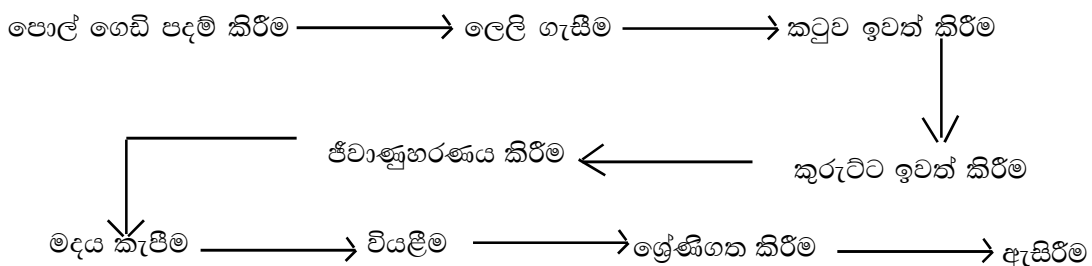 පොල් ගෙඩි පදම් කිරීම ලෙලි ගැසීම කටුව ඉවත් කිරීම
කුරුට්ට ඉවත් කිරීම
ජීවාණුහරණය කිරීම
මදය කැපීම වියළීම ශ්‍රේණිගත කිරීම ඇසිරීම